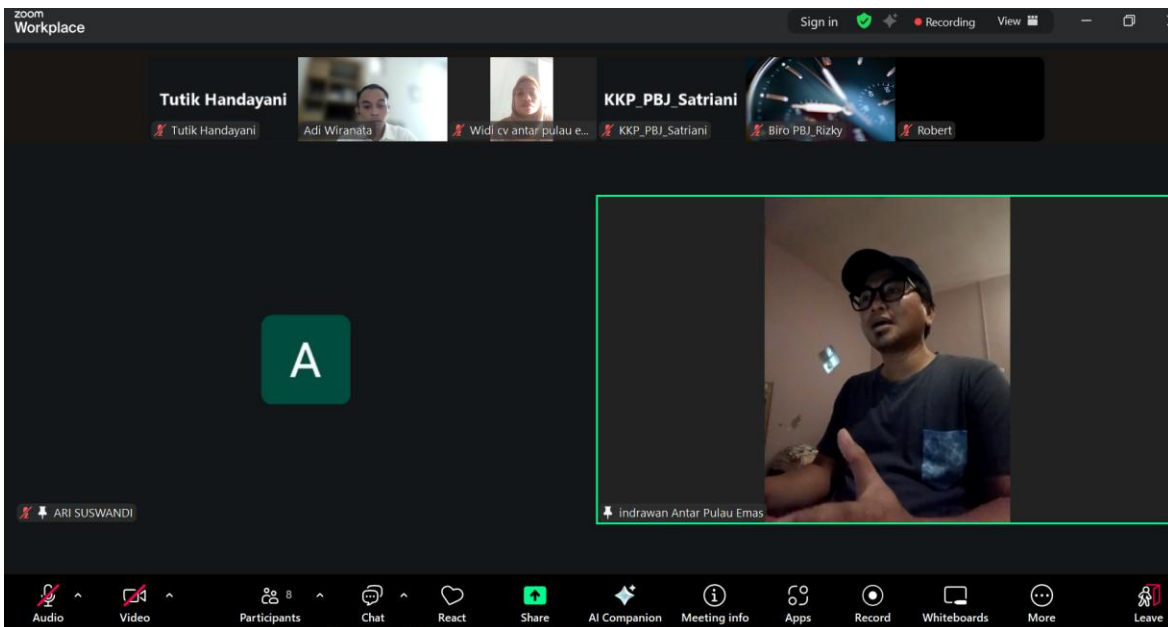 zoom
Workplace
Sign in
Recording
View
Tutik Handayani
KKP_PBJ_Satriani
Tutik Handayani
Adi Wiranata
Widi cv antar pulau e...
KKP_PBJ_Satriani
Biro PBJ_Rizky
Robert
A
ARI SUSWANDI
indrawan Antar Pulau Emas
8
Audio
Video
Participants
Chat
React
Share
AI Companion
Meeting info
Apps
Record
Whiteboards
More
Leave